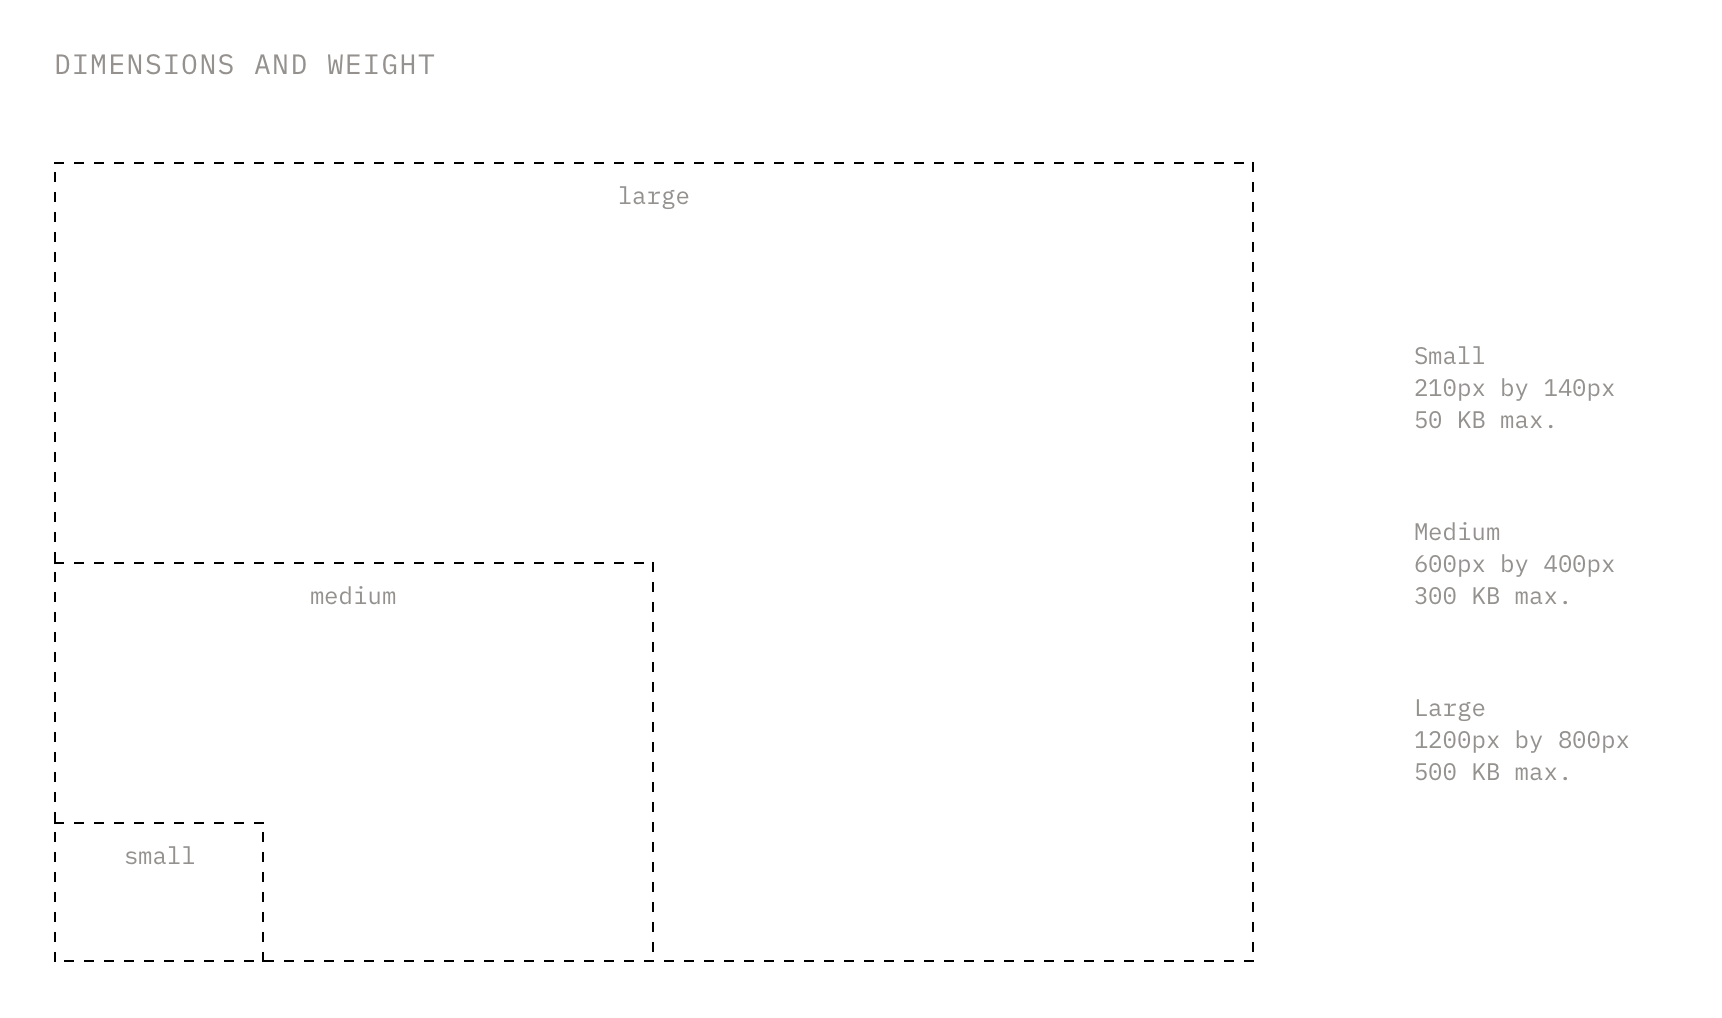 DIMENSIONS AND WEIGHT
large
medium
small
Small
210px by 140px
50 KB max.
Medium
600px by 400px
300 KB max.
Large
1200px by 800px
500 KB max.